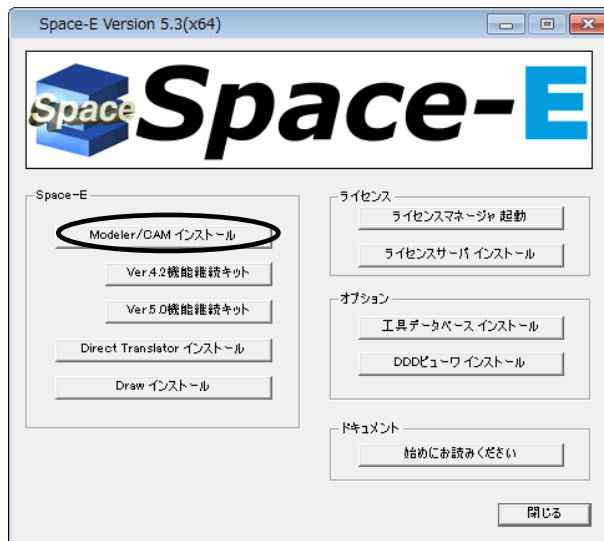 Space-E Version 5.3(x64)
Space
Space-E
Space-E
Modeler/CAM インストール
Ver.4.2機能継続キット
Ver.5.0機能継続キット
Direct Translator インストール
Draw インストール
ライセンス
ライセンスマネージャ 起動
ライセンスサーバ インストール
オプション
工具データベース インストール
DDDビューワ インストール
ドキュメント
始めにお読みください
閉じる